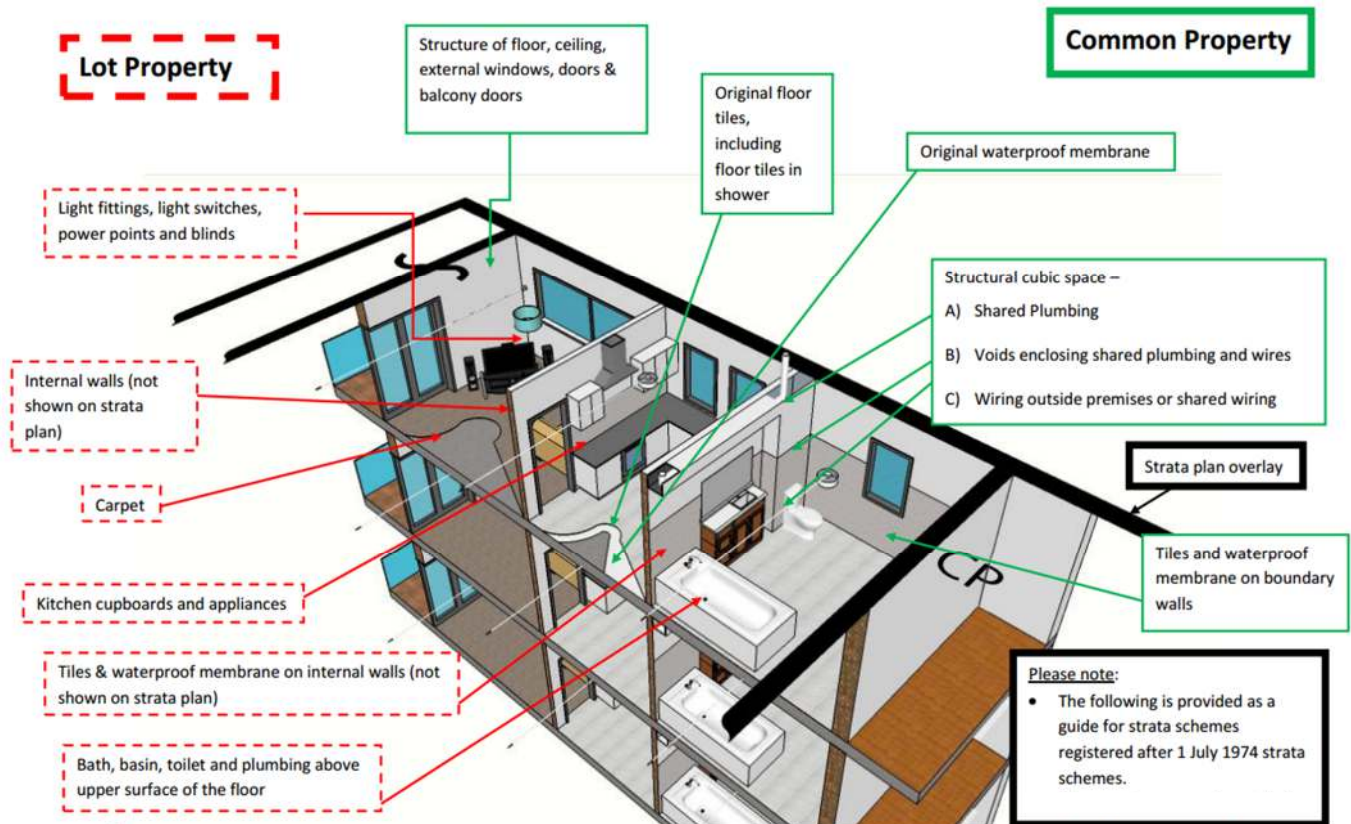 Lot Property
Common Property
Structure of floor, ceiling,
external windows, doors &
balcony doors
Original floor
tiles,
including
floor tiles in
shower
Original waterproof membrane
Light fittings, light switches,
power points and blinds
Structural cubic space –
A) Shared Plumbing
B) Voids enclosing shared plumbing and wires
C) Wiring outside premises or shared wiring
Internal walls (not
shown on strata
plan)
Strata plan overlay
Carpet
CP
Tiles and waterproof
membrane on boundary
walls
Kitchen cupboards and appliances
Tiles & waterproof membrane on internal walls (not
shown on strata plan)
Please note:
• The following is provided as a
guide for strata schemes
registered after 1 July 1974 strata
schemes.
Bath, basin, toilet and plumbing above
upper surface of the floor